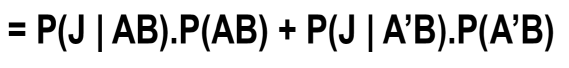 = P(J | AB).P(AB) + P(J | A’B).P(A’B)